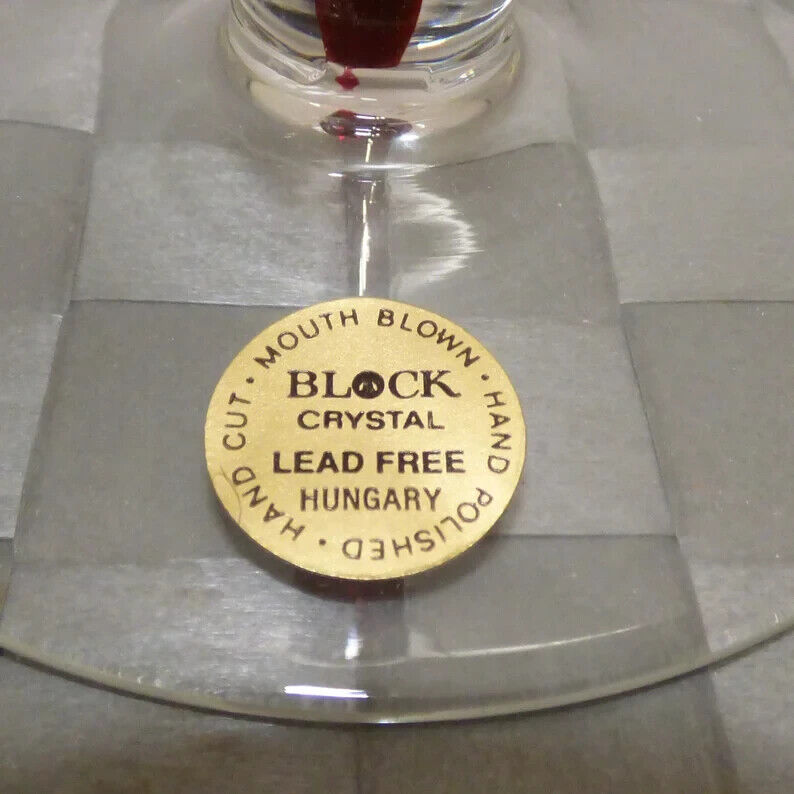 MOUTH BLOWN • HAND POLISHED • HAND CUT •
BLOCK
CRYSTAL
LEAD FREE
HUNGARY